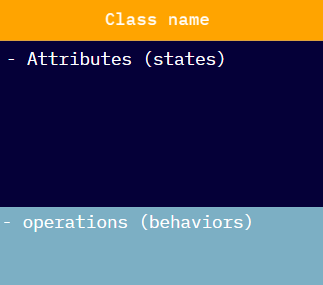 Class name
- Attributes (states)
- operations (behaviors)